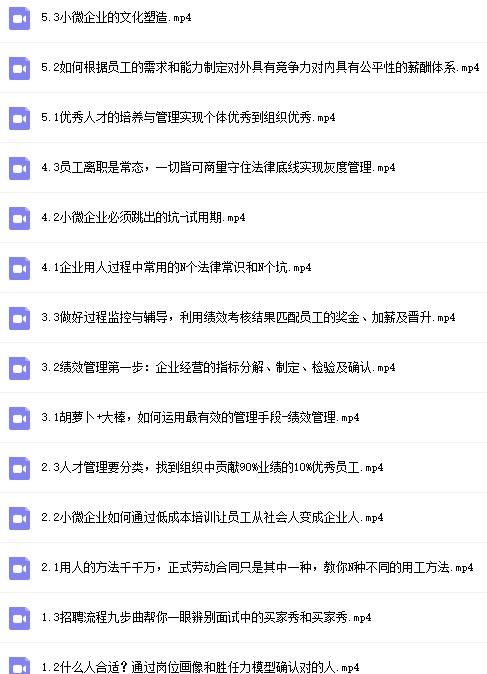 5.3小微企业的文化塑造.mp4
5.2如何根据员工的需求和能力制定对外具有竞争力对内具有公平性的薪酬体系.mp4
5.1优秀人才的培养与管理实现个体优秀到组织优秀.mp4
4.3员工离职是常态，一切皆可商量守住法律底线实现灰度管理.mp4
4.2小微企业必须跳出的坑-试用期.mp4
4.1企业用人过程中常用的N个法律常识和N个坑.mp4
3.3做好过程监控与辅导，利用绩效考核结果匹配员工的奖金、加薪及晋升.mp4
3.2绩效管理第一步：企业经营的指标分解、制定、检验及确认.mp4
3.1胡萝卜+大棒，如何运用最有效的管理手段-绩效管理.mp4
2.3人才管理要分类，找到组织中贡献90%业绩的10%优秀员工.mp4
2.2小微企业如何通过低成本培训让员工从社会人变成企业人.mp4
2.1用人的方法千千万，正式劳动合同只是其中一种，教你N种不同的用工方法.mp4
1.3招聘流程九步曲帮你一眼辨别面试中的买家秀和买家秀.mp4
1.2什么人合适？通过岗位画像和胜任力模型确认对的人.mp4